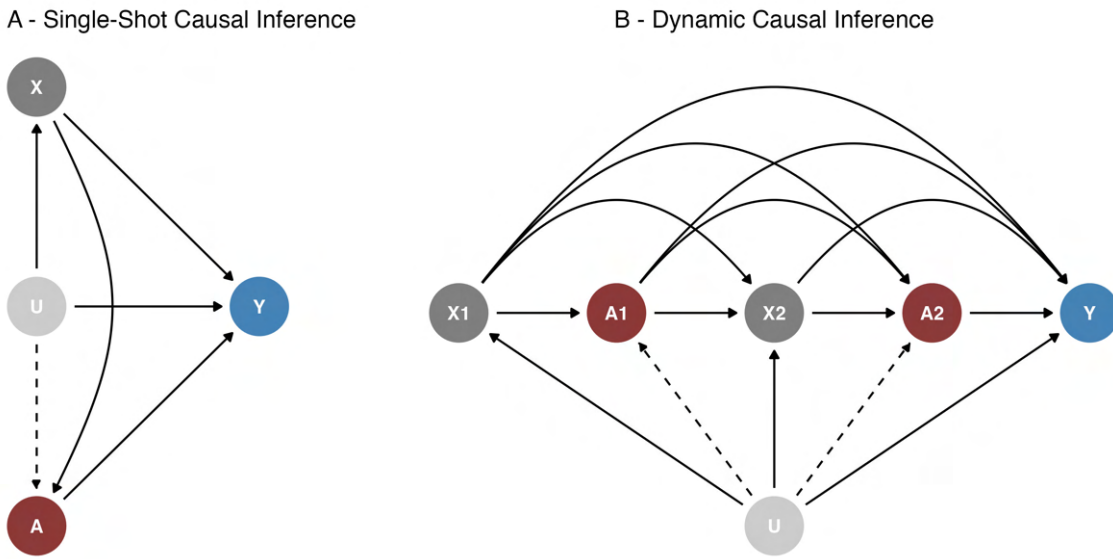 A - Single-Shot Causal Inference
X
U
Y
A
B - Dynamic Causal Inference
X1
A1
X2
A2
Y
U